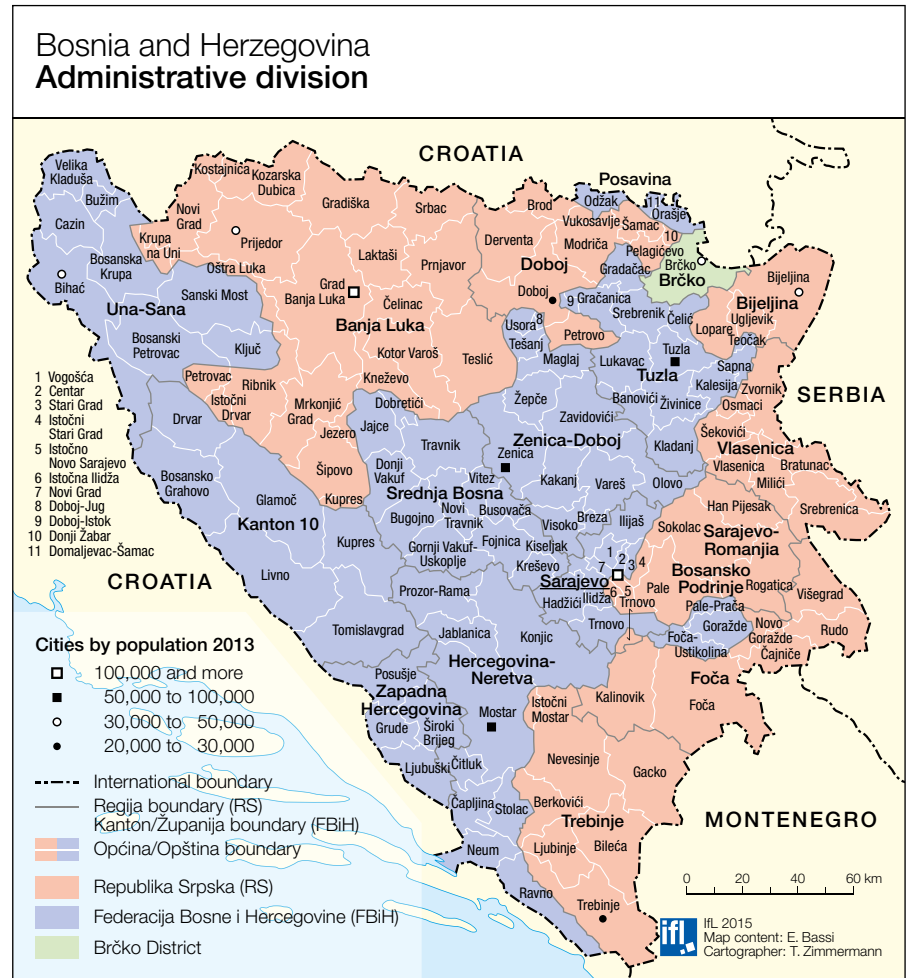 Bosnia and Herzegovina
Administrative division
CROATIA
Posavina
Velika
Kladuša
Bužim
Cazin
Bosanska
Krupa
Bihać
Una-Sana
Sanski Most
Bosanski
Petrovac
Ključ
Kostajnica
Kozarska
Dubica
Novi
Grad
Krupa
na Uni
Prijedor
Oštra Luka
Gradiška
Srbac
Laktaši
Prnjavor
Grad
Banja Luka
Čelinac
Banja Luka
Kotor Varoš
Teslić
Kneževo
Petrovac
Ribnik
Istočni
Drvar
Mrkonjić
Grad
Jezero
Šipovo
Kupres
Brod
Derventa
Vukosavlje
Modriča
Doboj
Doboj
Odžak
11
Orašje
Šamac
10
Pelagićevo
Brčko
Brčko
Gradačac
9
Gračanica
Srebrenik
Čelić
Petrovo
Usora
8
Tešanj
Maglaj
Lukavac
Tuzla
Tuzla
Banovići
Živinice
Kalesija
Sapna
Teočak
Kladanj
Bijeljina
Bijeljina
Ugljevik
Lopare
Zvornik
Osmaci
Šekovići
Vlasenica
Vlasenica
Bratunac
Milići
Srebrenica
SERBIA
Drvar
Bosansko
Grahovo
Glamoč
Kanton 10
Kupres
Livno
Tomislavgrad
Dobretići
Jajce
Travnik
Donji
Vakuf
Vitez
Srednja Bosna
Bugojno
Novi
Travnik
Busovača
Fojnica
Kiseljak
Gornji Vakuf-
Uskoplje
Kreševo
Žepče
Zavidovići
Zenica-Doboj
Zenica
Kakanj
Vareš
Olovo
Visoko
Breza
Ilijaš
1
2
7
3
4
Sarajevo
6
5
Hadžići
Ilidža
Trnovo
Trnovo
Han Pijesak
Sokolac
Sarajevo-
Romanjia
Bosansko
Podrinje
Pale
Rogatica
Višegrad
Pale-Prača
Goražde
Novo
Goražde
Rudo
Foča-
Ustikolina
Čajniče
Foča
Foča
Kalinovik
Prozor-Rama
Jablanica
Konjic
Hercegovina-
Neretva
Posušje
Zapadna
Hercegovina
Grude
Široki
Brijeg
Ljubuški
Čitluk
Mostar
Čapljina
Stolac
Neum
Ravno
Istočni
Mostar
Nevesinje
Gacko
Berkovići
Trebinje
Ljubinje
Bileća
Trebinje
MONTENEGRO
CROATIA
1 Vogošća
2 Centar
3 Stari Grad
4 Istočni
Stari Grad
5 Istočno
Novo Sarajevo
6 Istočna Ilidža
7 Novi Grad
8 Doboj-Jug
9 Doboj-Istok
10 Donji Žabar
11 Domaljevac-Šamac
Cities by population 2013
100,000 and more
50,000 to 100,000
30,000 to 50,000
20,000 to 30,000
International boundary
Regija boundary (RS)
Kanton/Županija boundary (FBiH)
Općina/Opština boundary
Republika Srpska (RS)
Federacija Bosne i Hercegovine (FBiH)
Brčko District
0 20 40 60 km
ifl
IfL 2015
Map content: E. Bassi
Cartographer: T. Zimmermann